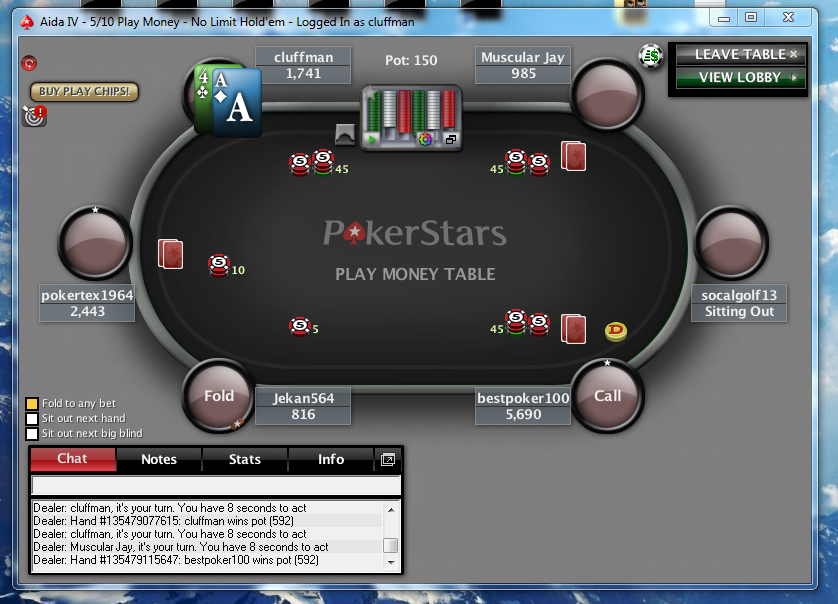 Aida IV - 5/10 Play Money - No Limit Hold'em - Logged In as cluffman
cluffman
1,741
Pot: 150
Muscular Jay
985
LEAVE TABLE
VIEW LOBBY
BUY PLAY CHIPS!
4
A
A
45
45
PokerStars
PLAY MONEY TABLE
10
pokertex1964
2,443
socalgolf13
Sitting Out
5
45
D
Fold
Jekan564
816
bestpoker100
5,690
Call
Fold to any bet
Sit out next hand
Sit out next big blind
Chat
Notes
Stats
Info
Dealer: cluffman, it's your turn. You have 8 seconds to act
Dealer: Hand #135479077615: cluffman wins pot (592)
Dealer: cluffman, it's your turn. You have 8 seconds to act
Dealer: Muscular Jay, it's your turn. You have 8 seconds to act
Dealer: Hand #135479115647: bestpoker100 wins pot (592)